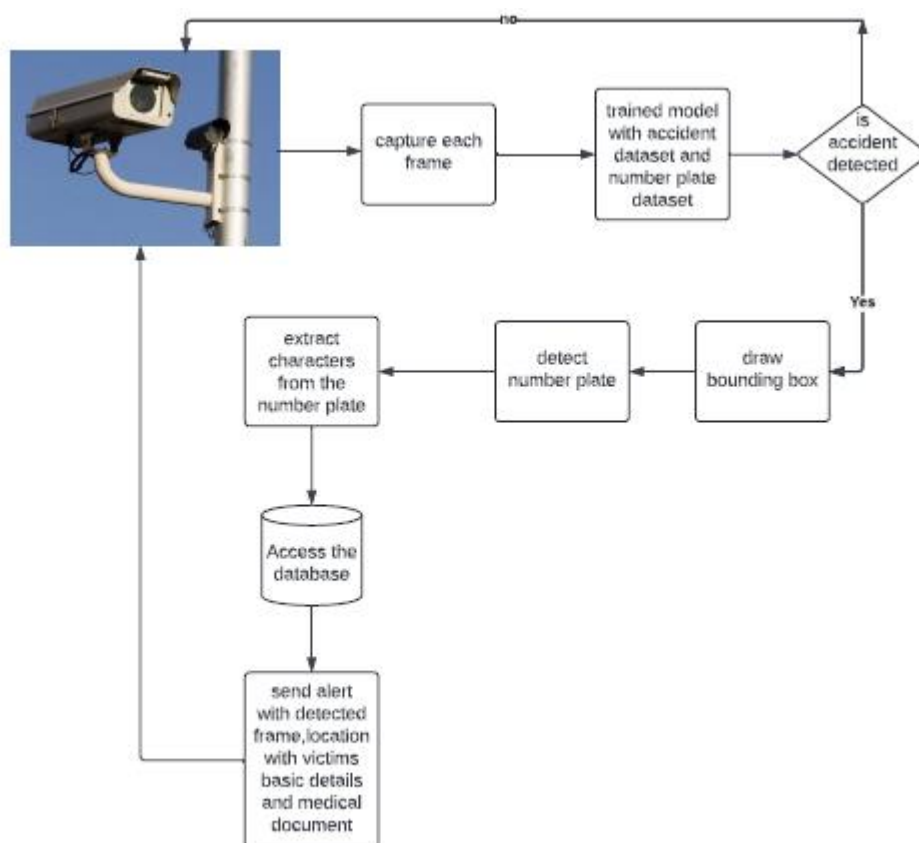 no
capture each
frame
trained model
with accident
dataset and
number plate
dataset
is
accident
detected
Yes
draw
bounding box
detect
number plate
extract
characters
from the
number plate
Access the
database
send alert
with detected
frame,location
with victims
basic details
and medical
document